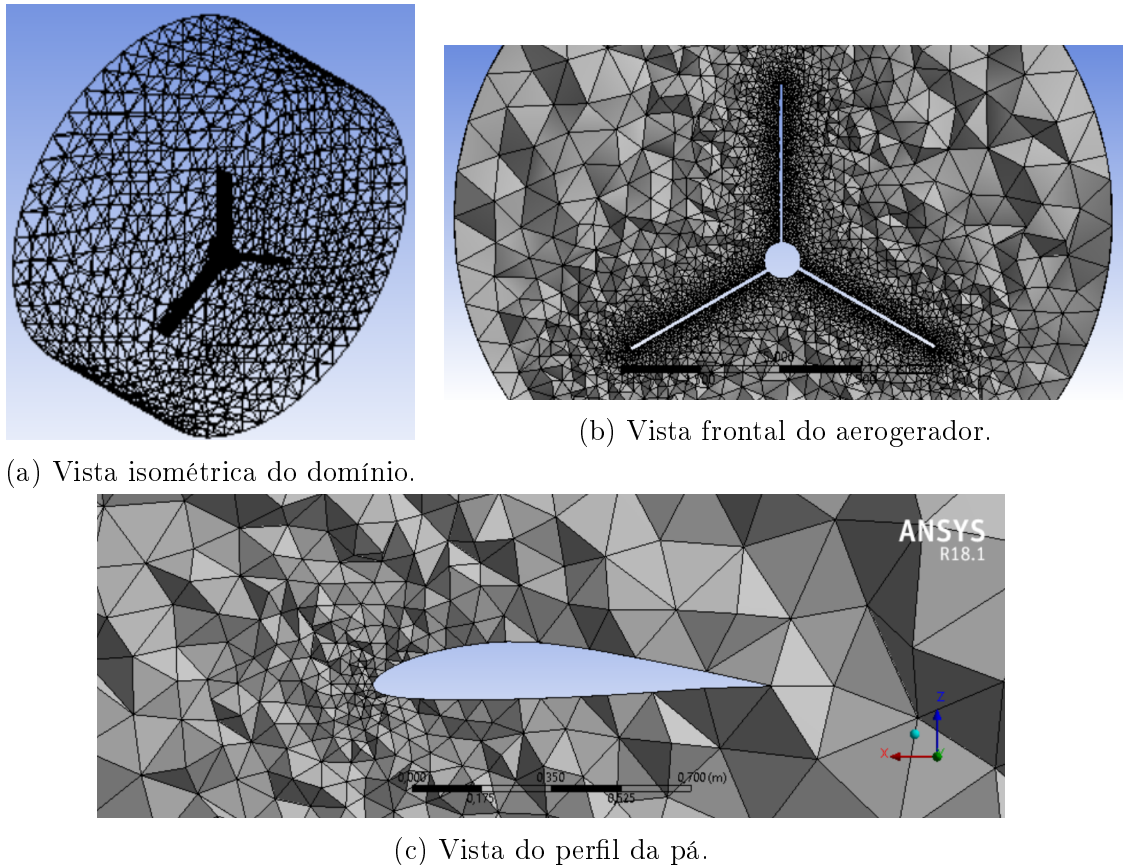 (b) Vista frontal do aerogerador.
(a) Vista isométrica do domínio.
ANSYS
R18.1
Z
X
0,000 0,350 0,700 (m)
0,175 0,525
(c) Vista do perfil da pá.